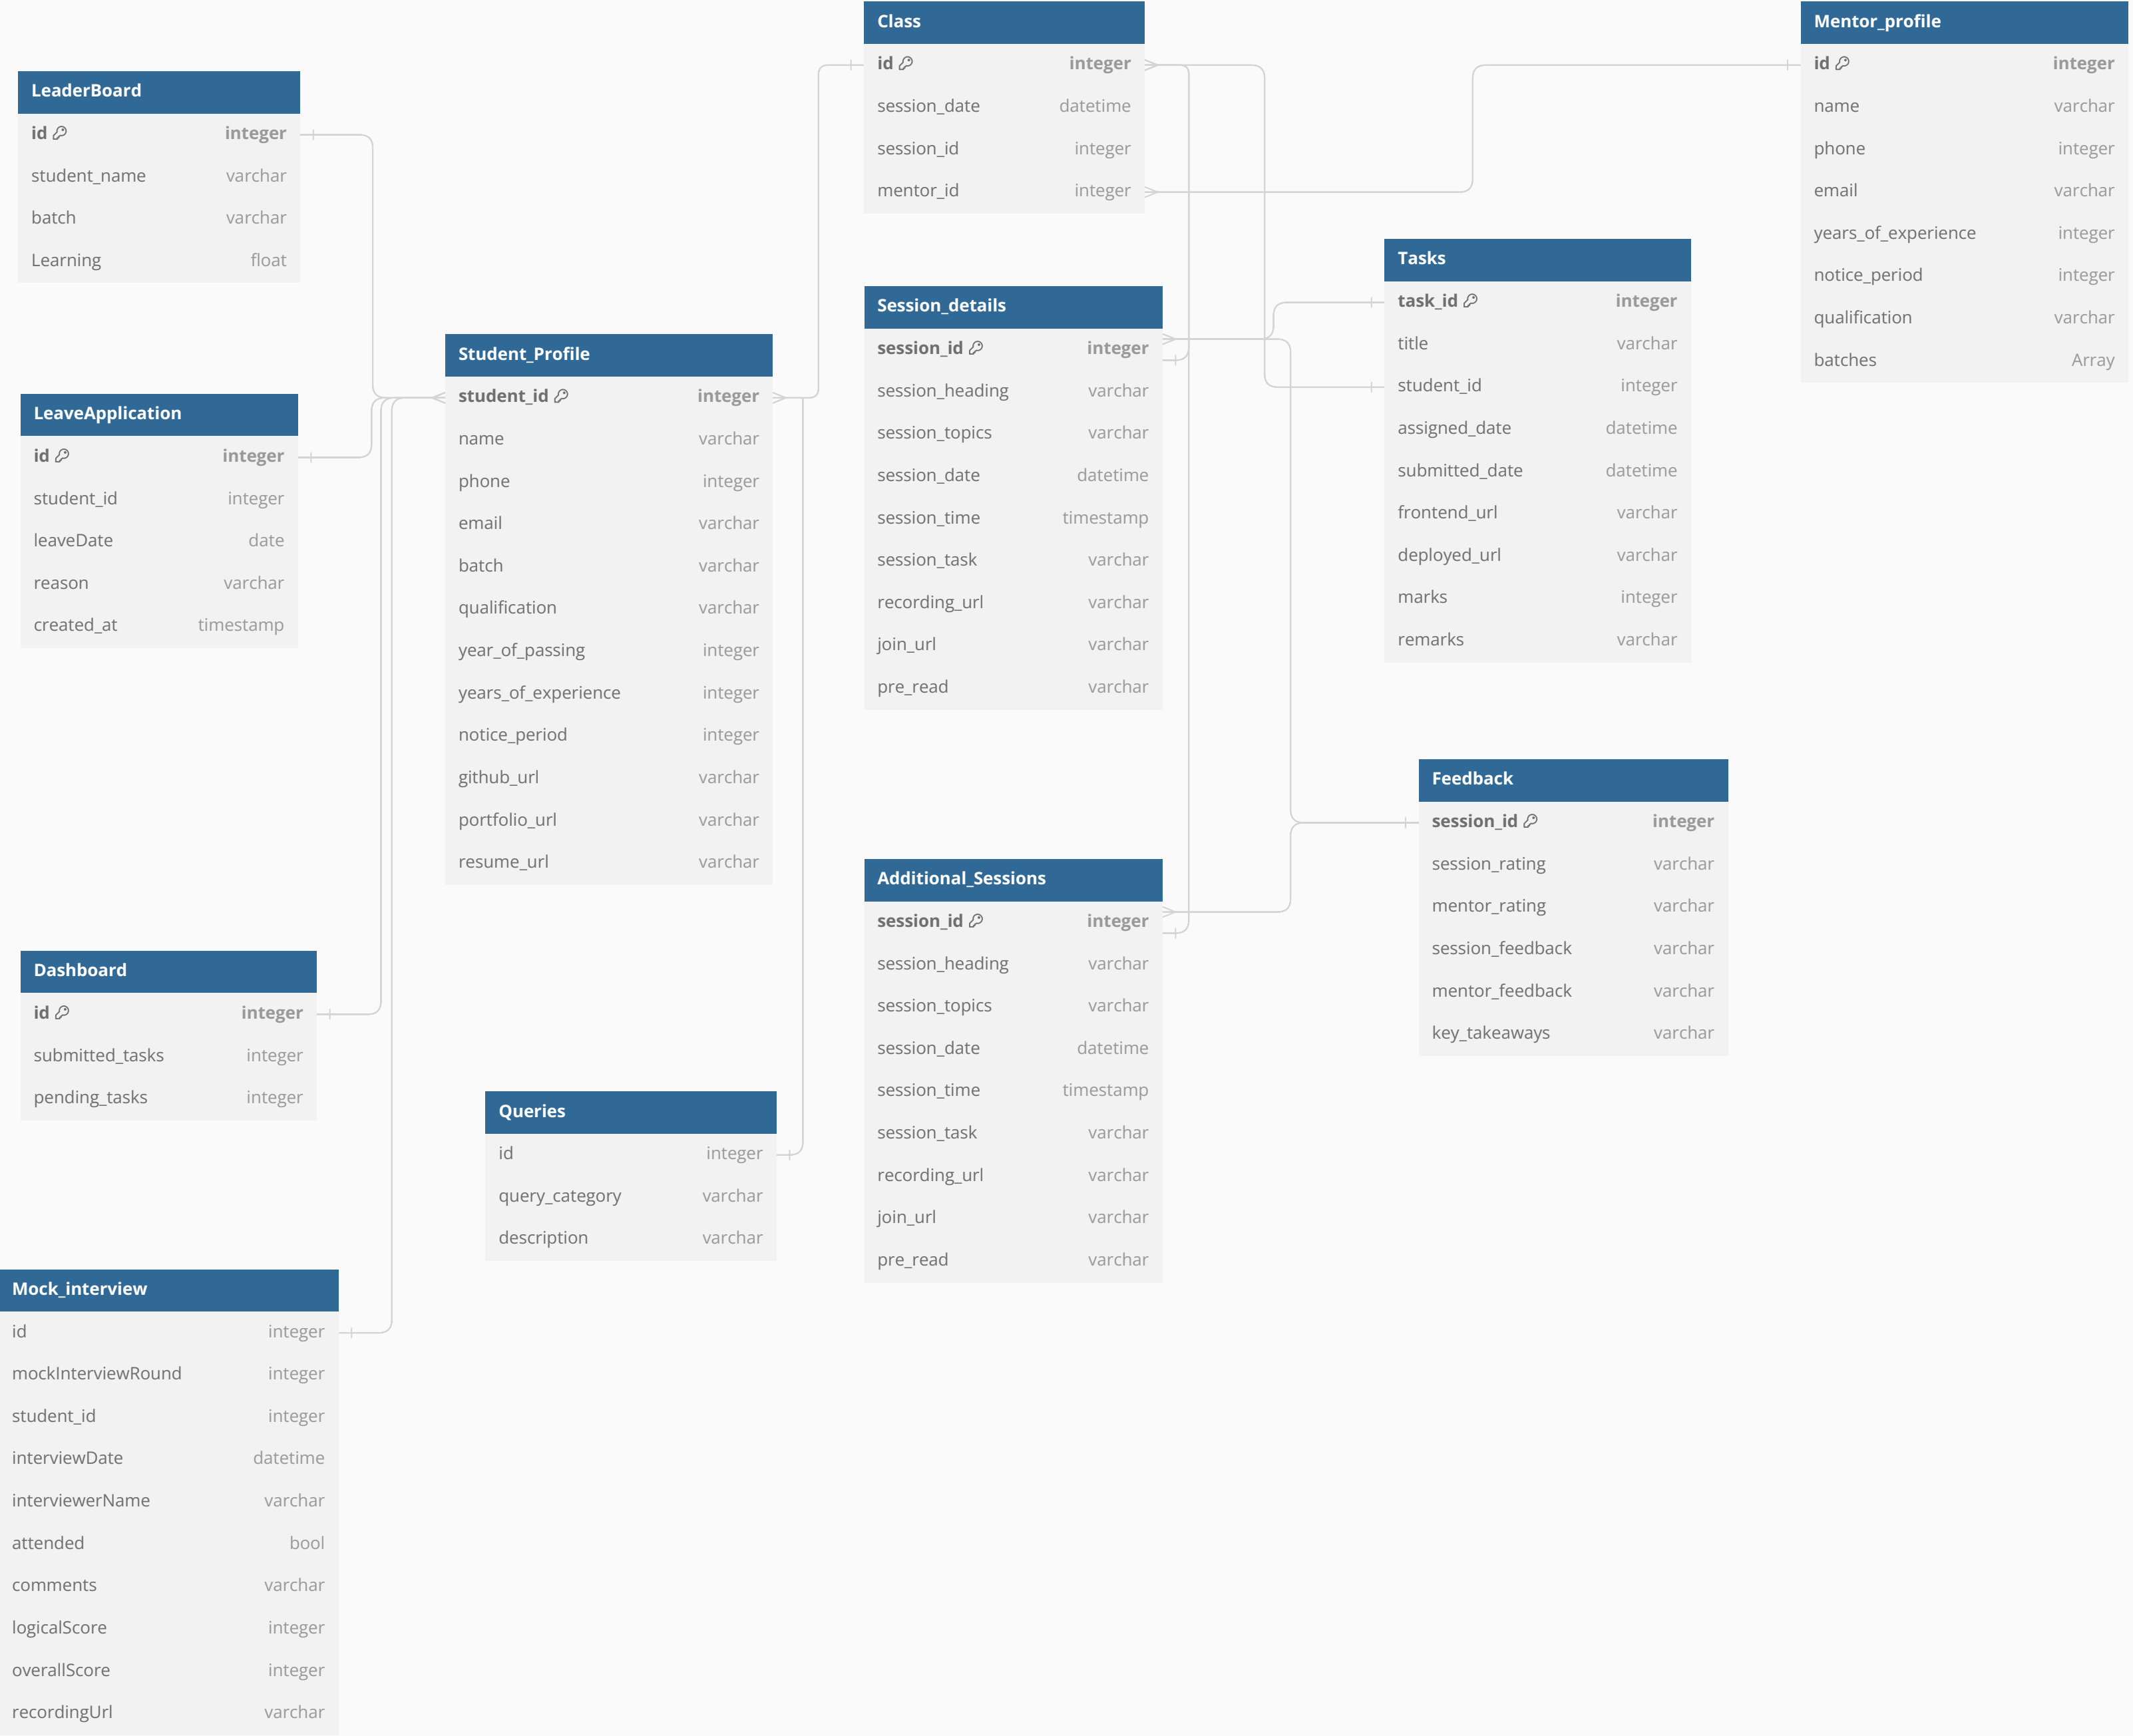 LeaderBoard
id integer
student_name varchar
batch varchar
Learning float
LeaveApplication
id integer
student_id integer
leaveDate date
reason varchar
created_at timestamp
Dashboard
id integer
submitted_tasks integer
pending_tasks integer
Mock_interview
id integer
mockInterviewRound integer
student_id integer
interviewDate datetime
interviewerName varchar
attended bool
comments varchar
logicalScore integer
overallScore integer
recordingUrl varchar
Student_Profile
student_id integer
name varchar
phone integer
email varchar
batch varchar
qualification varchar
year_of_passing integer
years_of_experience integer
notice_period integer
github_url varchar
portfolio_url varchar
resume_url varchar
Queries
id integer
query_category varchar
description varchar
Class
id integer
session_date datetime
session_id integer
mentor_id integer
Session_details
session_id integer
session_heading varchar
session_topics varchar
session_date datetime
session_time timestamp
session_task varchar
recording_url varchar
join_url varchar
pre_read varchar
Additional_Sessions
session_id integer
session_heading varchar
session_topics varchar
session_date datetime
session_time timestamp
session_task varchar
recording_url varchar
join_url varchar
pre_read varchar
Tasks
task_id integer
title varchar
student_id integer
assigned_date datetime
submitted_date datetime
frontend_url varchar
deployed_url varchar
marks integer
remarks varchar
Feedback
session_id integer
session_rating varchar
mentor_rating varchar
session_feedback varchar
mentor_feedback varchar
key_takeaways varchar
Mentor_profile
id integer
name varchar
phone integer
email varchar
years_of_experience integer
notice_period integer
qualification varchar
batches Array